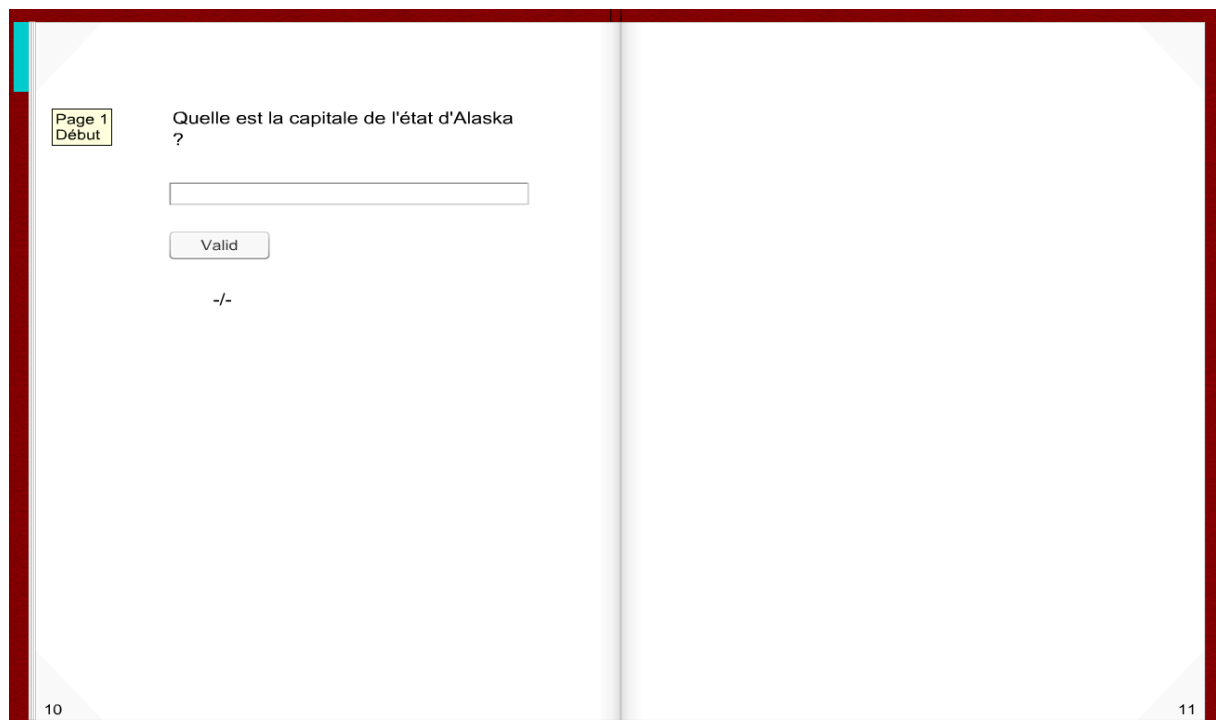 Page 1
Début
Quelle est la capitale de l'état d'Alaska
?
Valid
-/-
10
11